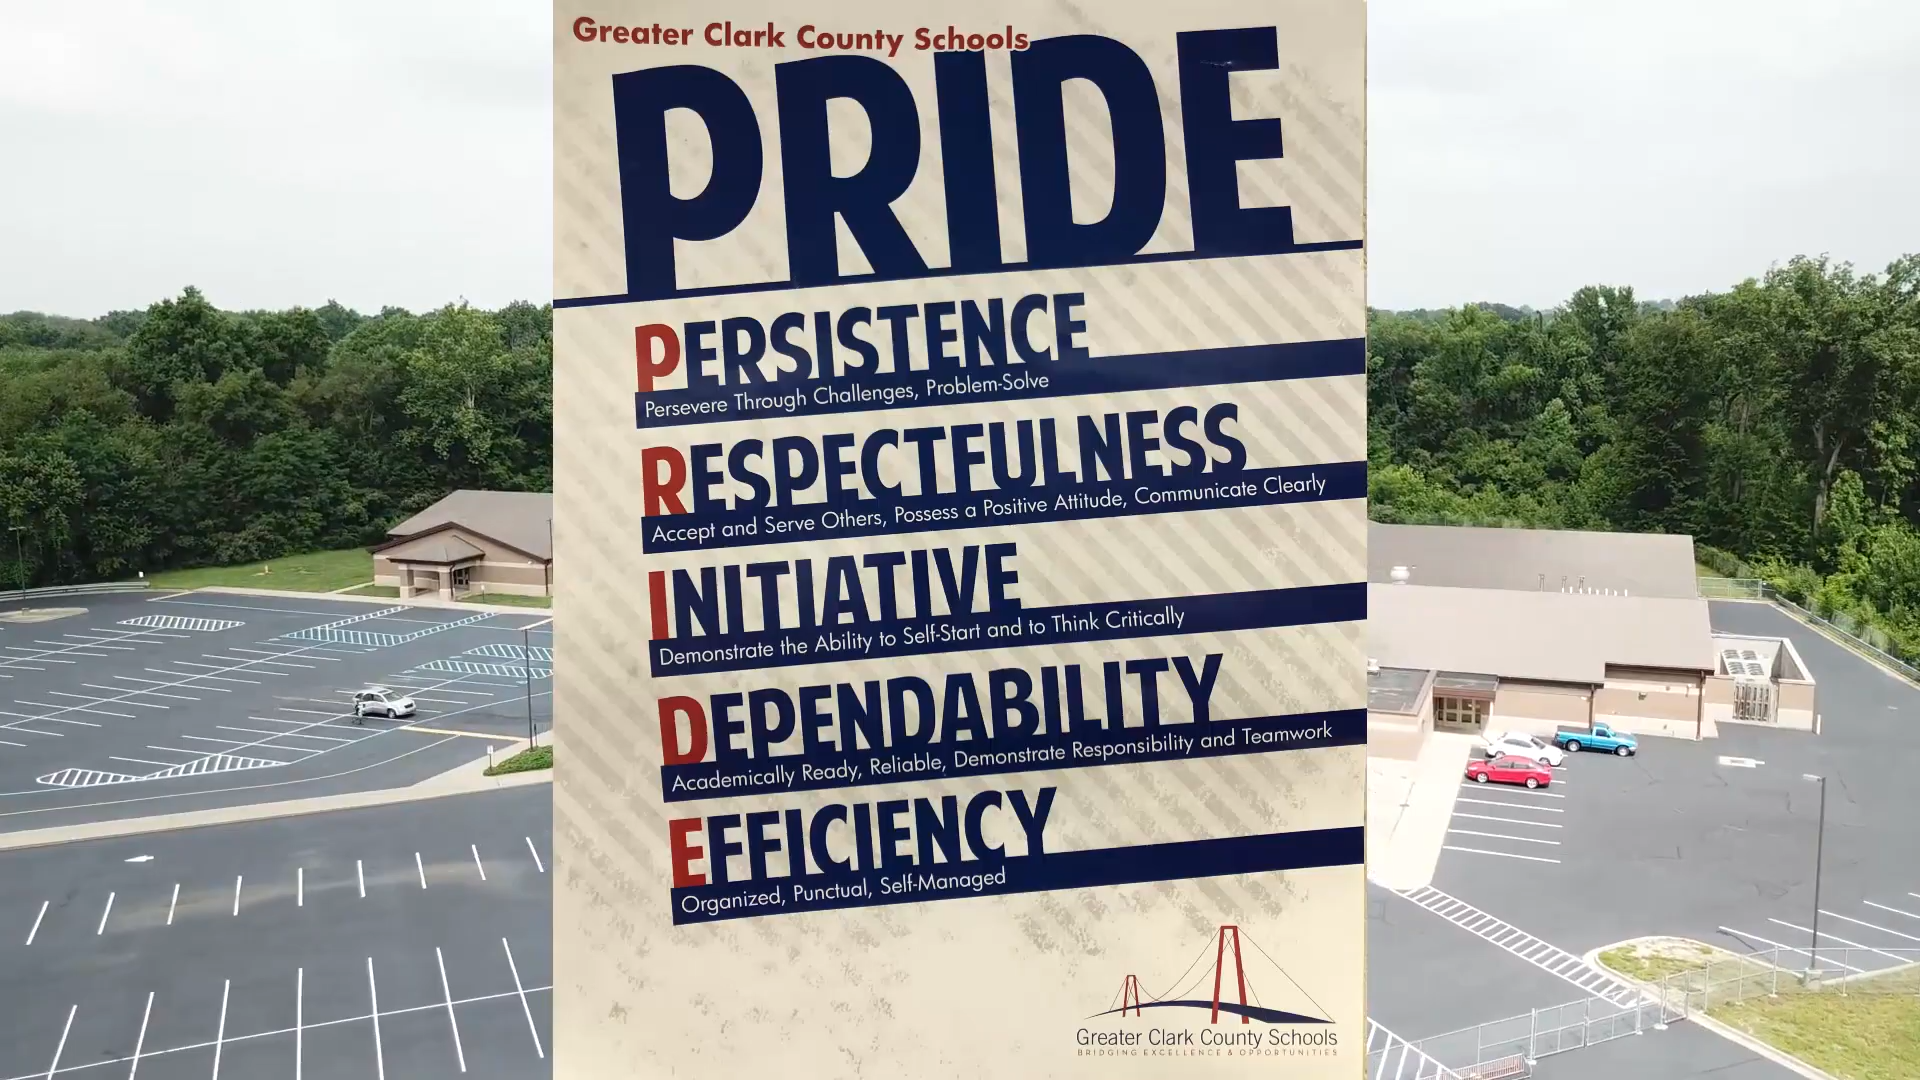 Greater Clark County Schools
PRIDE
PERSISTENCE
Persevere Through Challenges, Problem-Solve
RESPECTFULNESS
Accept and Serve Others, Possess a Positive Attitude, Communicate Clearly
INITIATIVE
Demonstrate the Ability to Self-Start and to Think Critically
DEPENDABILITY
Academically Ready, Reliable, Demonstrate Responsibility and Teamwork
EFFICIENCY
Organized, Punctual, Self-Managed
Greater Clark County Schools
BRIDGING EXCELLENCE & OPPORTUNITIES